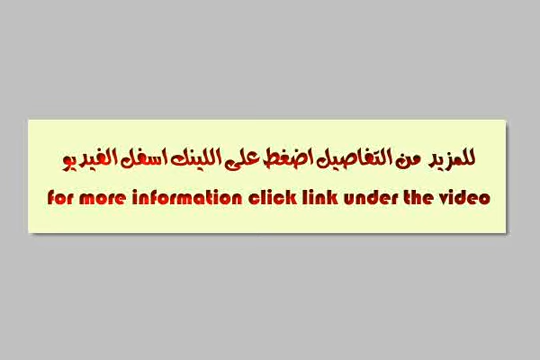 للمزيد من التفاصيل اضغط على اللينك اسفل الفيديو
for more information click link under the video